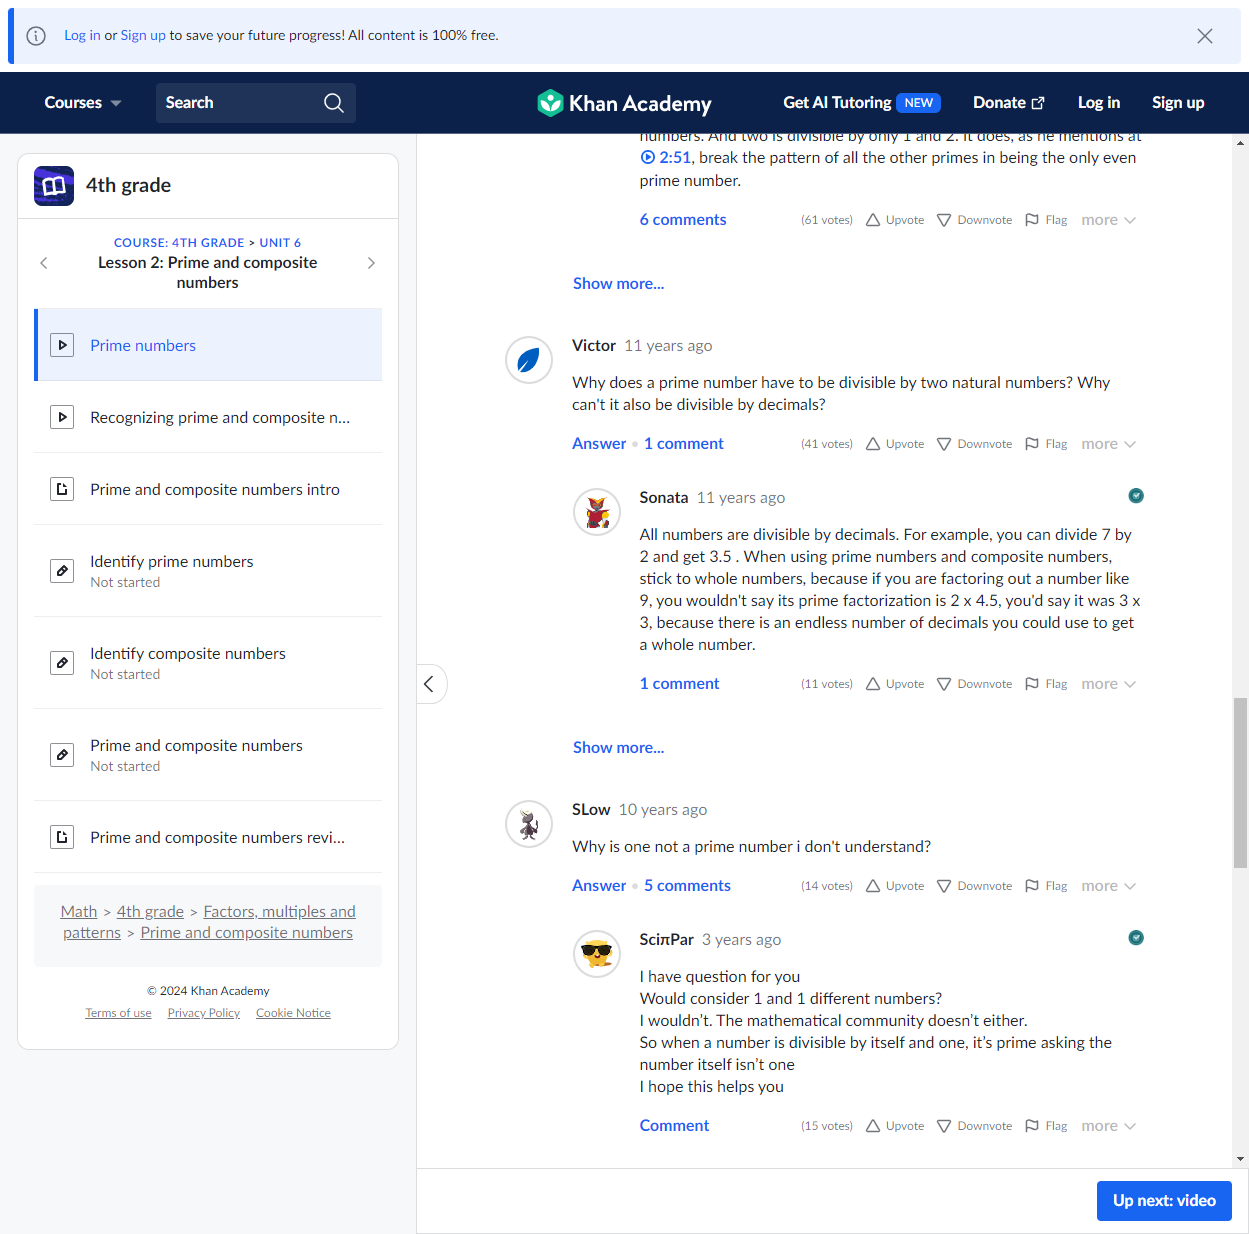 Log in or Sign up to save your future progress! All content is 100% free.
Courses
Search
Khan Academy
Get AI Tutoring NEW
Donate
Log in
Sign up
4th grade
COURSE: 4TH GRADE > UNIT 6
Lesson 2: Prime and composite
numbers
Prime numbers
Recognizing prime and composite n...
Prime and composite numbers intro
Identify prime numbers
Not started
Identify composite numbers
Not started
Prime and composite numbers
Not started
Prime and composite numbers revi...
Math > 4th grade > Factors, multiples and
patterns > Prime and composite numbers
© 2024 Khan Academy
Terms of use Privacy Policy Cookie Notice
numbers. And two is divisible by only 1 and 2. It does, as he mentions at
2:51, break the pattern of all the other primes in being the only even
prime number.
6 comments (61 votes) Upvote Downvote Flag more
Show more...
Victor 11 years ago
Why does a prime number have to be divisible by two natural numbers? Why
can't it also be divisible by decimals?
Answer • 1 comment (41 votes) Upvote Downvote Flag more
Sonata 11 years ago
All numbers are divisible by decimals. For example, you can divide 7 by
2 and get 3.5 . When using prime numbers and composite numbers,
stick to whole numbers, because if you are factoring out a number like
9, you wouldn't say its prime factorization is 2 x 4.5, you'd say it was 3 x
3, because there is an endless number of decimals you could use to get
a whole number.
1 comment (11 votes) Upvote Downvote Flag more
Show more...
SLow 10 years ago
Why is one not a prime number i don't understand?
Answer • 5 comments (14 votes) Upvote Downvote Flag more
SciπPar 3 years ago
I have question for you
Would consider 1 and 1 different numbers?
I wouldn’t. The mathematical community doesn’t either.
So when a number is divisible by itself and one, it’s prime asking the
number itself isn’t one
I hope this helps you
Comment (15 votes) Upvote Downvote Flag more
Up next: video